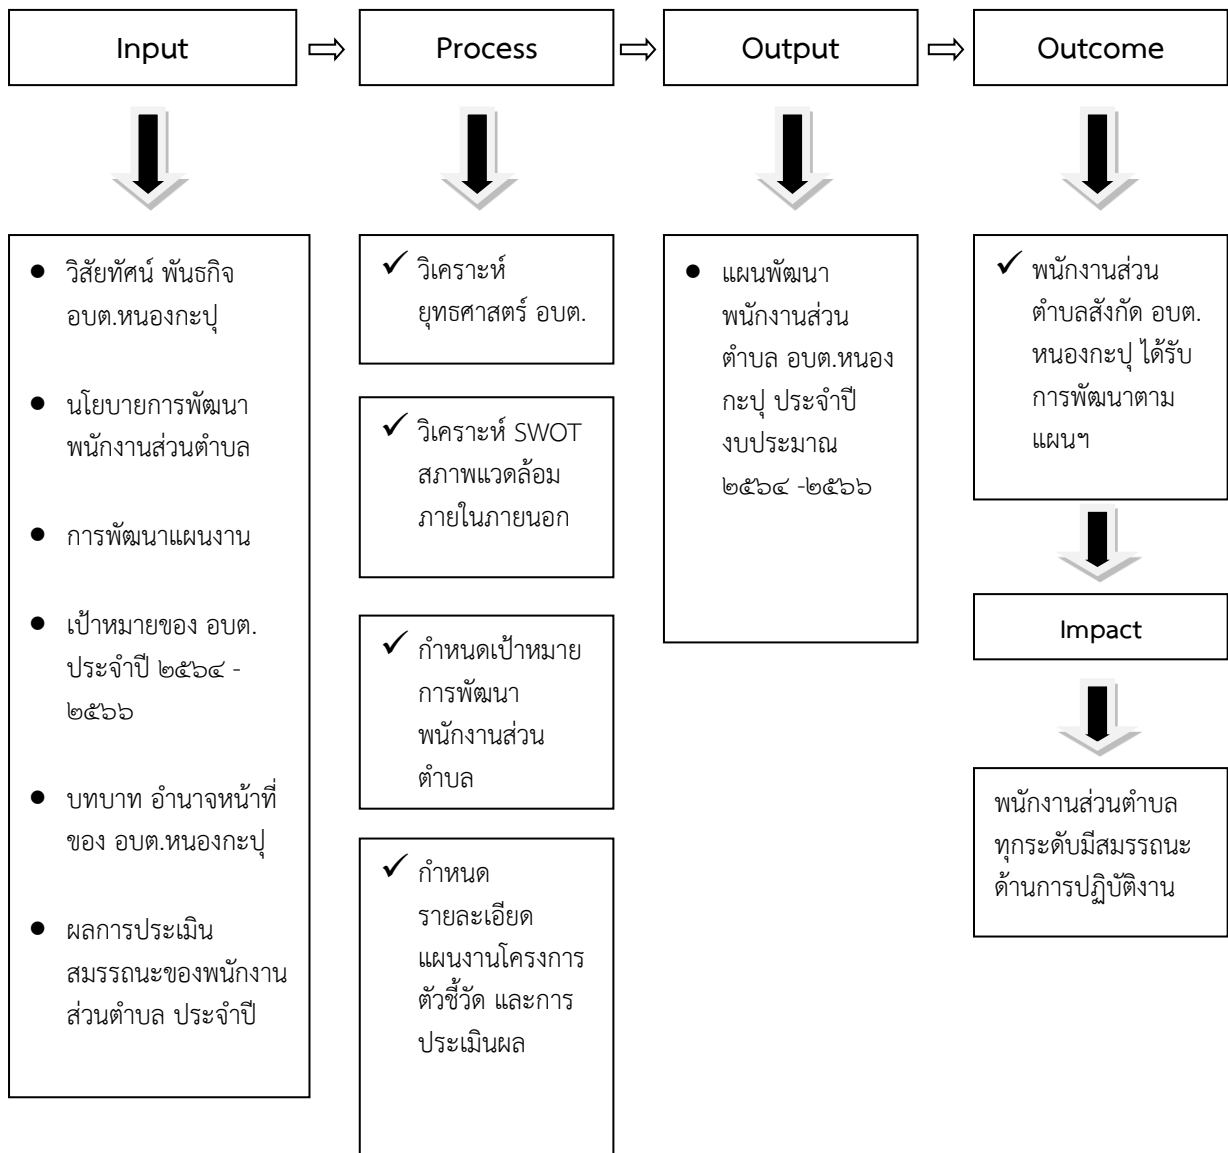 Input
Process
Output
Outcome
● วิสัยทัศน์ พันธกิจ
อบต.หนองกะปุ
● นโยบายการพัฒนา
พนักงานส่วนตำบล
● การพัฒนาแผนงาน
● เป้าหมายของ อบต.
ประจำปี ๒๕๖๔ -
๒๕๖๖
● บทบาท อำนาจหน้าที่
ของ อบต.หนองกะปุ
● ผลการประเมิน
สมรรถนะของพนักงาน
ส่วนตำบล ประจำปี
✓ วิเคราะห์
ยุทธศาสตร์ อบต.
✓ วิเคราะห์ SWOT
สภาพแวดล้อม
ภายในภายนอก
✓ กำหนดเป้าหมาย
การพัฒนา
พนักงานส่วน
ตำบล
✓ กำหนด
รายละเอียด
แผนงานโครงการ
ตัวชี้วัด และการ
ประเมินผล
● แผนพัฒนา
พนักงานส่วน
ตำบล อบต.หนอง
กะปุ ประจำปี
งบประมาณ
๒๕๖๔ -๒๕๖๖
✓ พนักงานส่วน
ตำบลสังกัด อบต.
หนองกะปุ ได้รับ
การพัฒนาตาม
แผนฯ
Impact
พนักงานส่วนตำบล
ทุกระดับมีสมรรถนะ
ด้านการปฏิบัติงาน